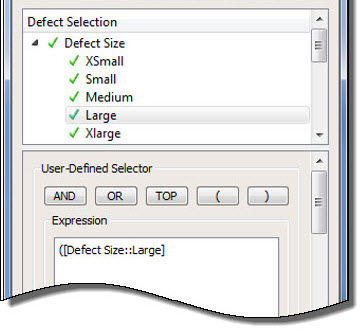 Defect Selection
Defect Size
XSmall
Small
Medium
Large
Xlarge
User-Defined Selector
AND OR TOP ( )
Expression
([Defect Size::Large]